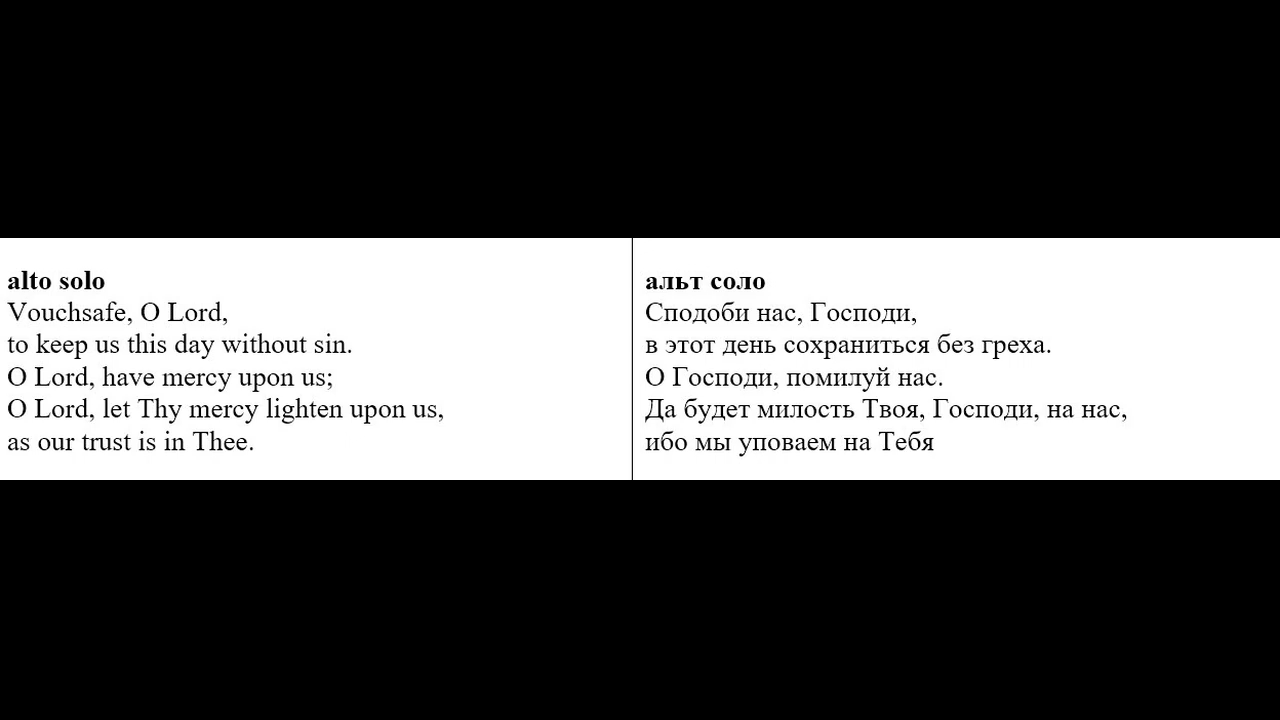 alto solo
Vouchsafe, O Lord,
to keep us this day without sin.
O Lord, have mercy upon us;
O Lord, let Thy mercy lighten upon us,
as our trust is in Thee.
альт соло
Сподоби нас, Господи,
в этот день сохраниться без греха.
О Господи, помилуй нас.
Да будет милость Твоя, Господи, на нас,
ибо мы уповаем на Тебя